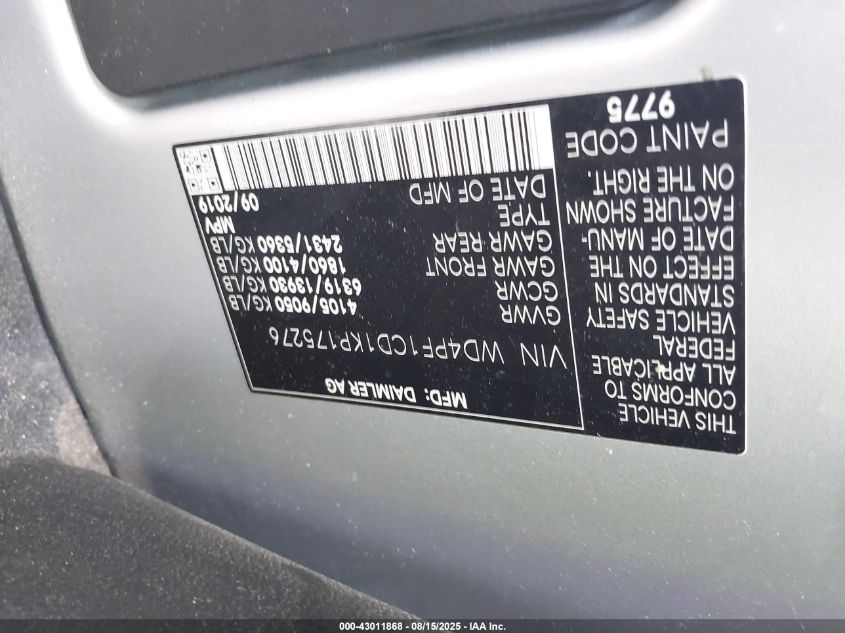 MFD: DAIMLER AG
VIN WD4PF1CD1KP175276
GVWR 4105/9050 KG/LB
GCWR 6319/13930 KG/LB
GAWR FRONT 1860/4100 KG/LB
GAWR REAR 2431/5360 KG/LB
TYPE MPV
DATE OF MFD 09/2019
THIS VEHICLE
CONFORMS TO
ALL APPLICABLE
FEDERAL
VEHICLE SAFETY
STANDARDS IN
EFFECT ON THE
DATE OF MANU-
FACTURE SHOWN
ON THE RIGHT.
PAINT CODE
9775
000-43011868 - 08/15/2025 - IAA Inc.